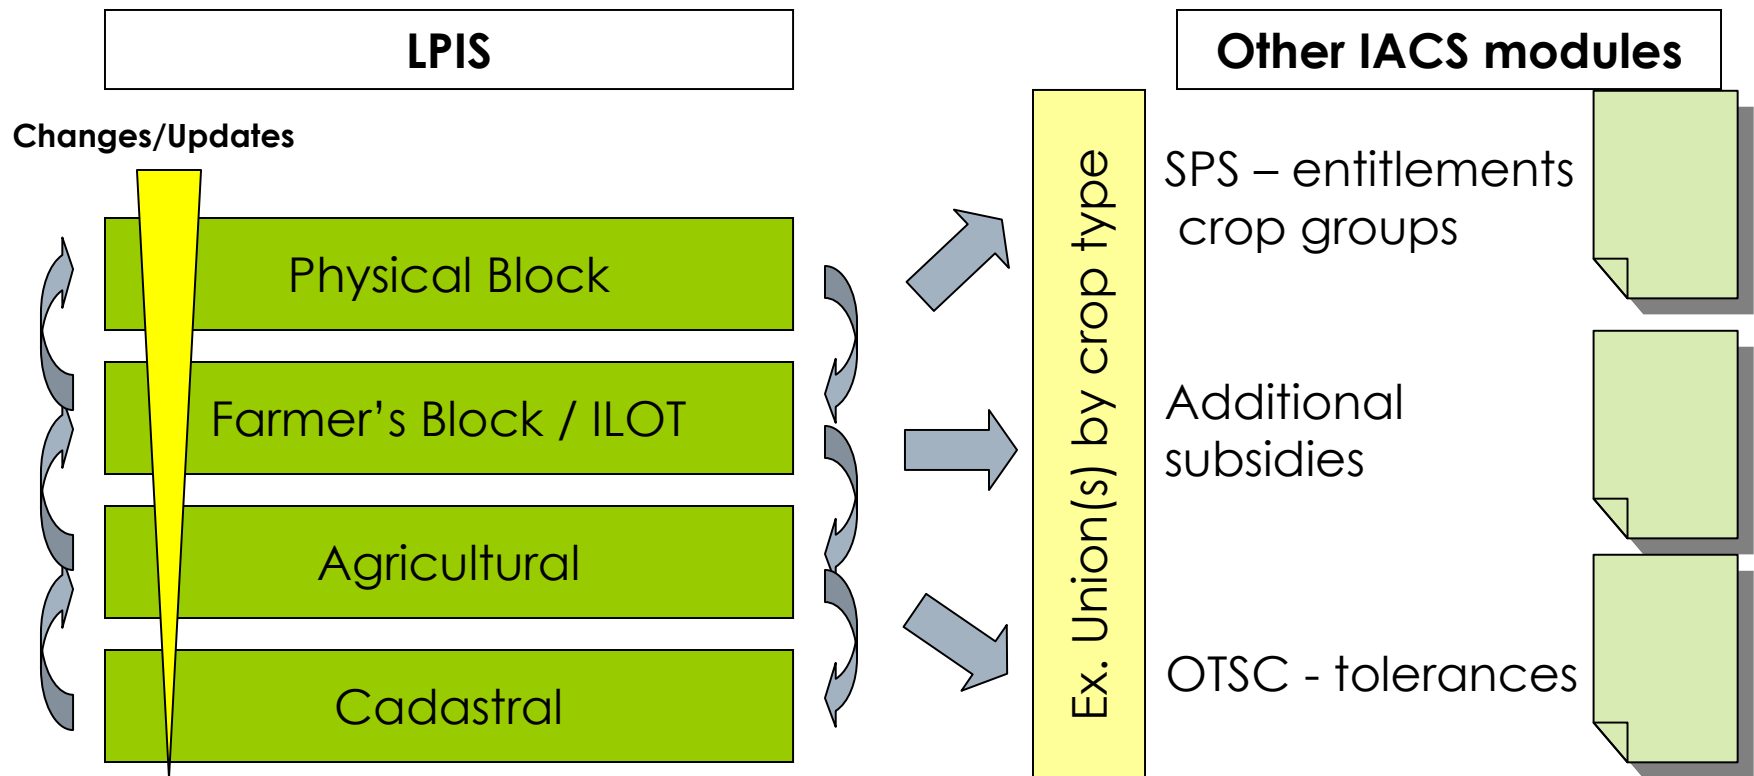 LPIS
Other IACS modules
Changes/Updates
Physical Block
Farmer’s Block / ILOT
Agricultural
Cadastral
Ex. Union(s) by crop type
SPS – entitlements
crop groups
Additional
subsidies
OTSC - tolerances